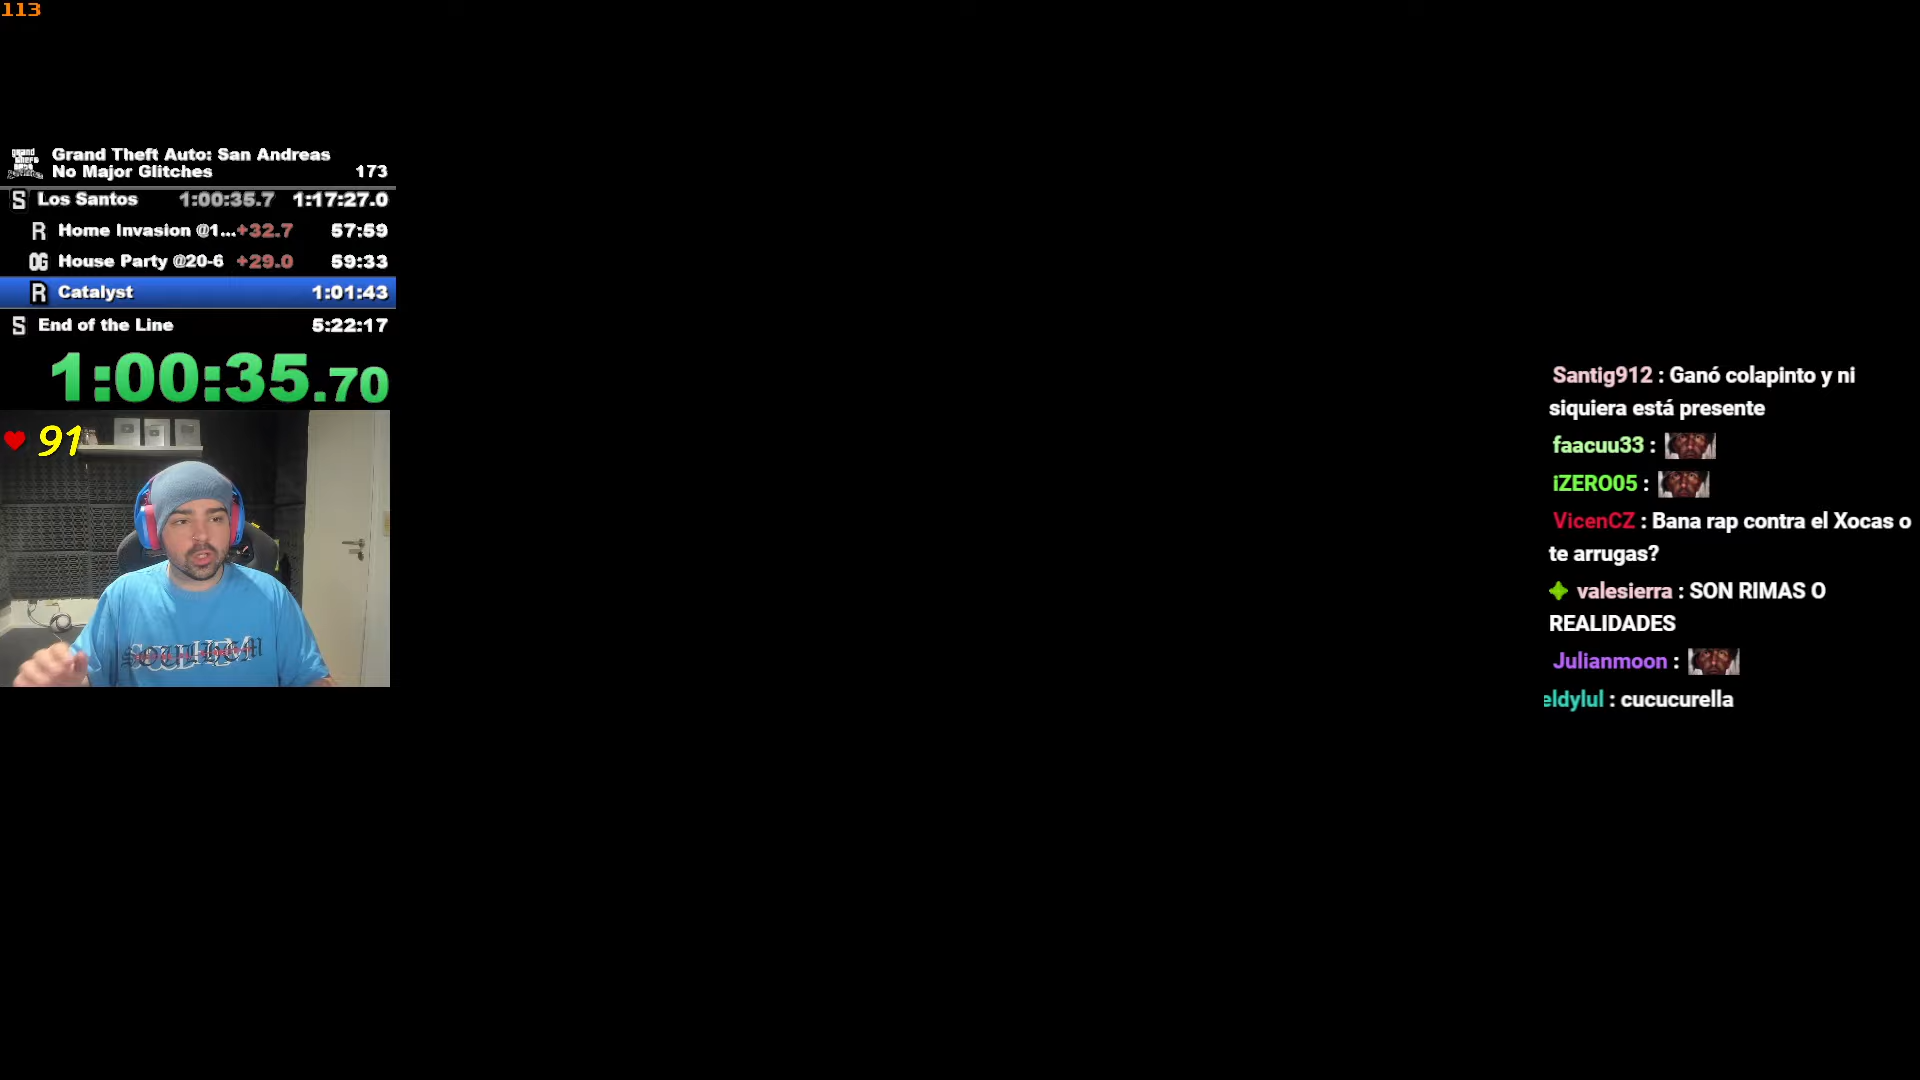 113
Grand Theft Auto: San Andreas
No Major Glitches 173
S Los Santos 1:00:35.7 1:17:27.0
R Home Invasion @1... +32.7 57:59
OG House Party @20-6 +29.0 59:33
R Catalyst 1:01:43
S End of the Line 5:22:17
1:00:35.70
91
Santig912 : Ganó colapinto y ni
siquiera está presente
faacuu33 :
iZERO05 :
VicenCZ : Bana rap contra el Xocas o
te arrugas?
valesierra : SON RIMAS O
REALIDADES
Julianmoon :
eldylul : cucucurella